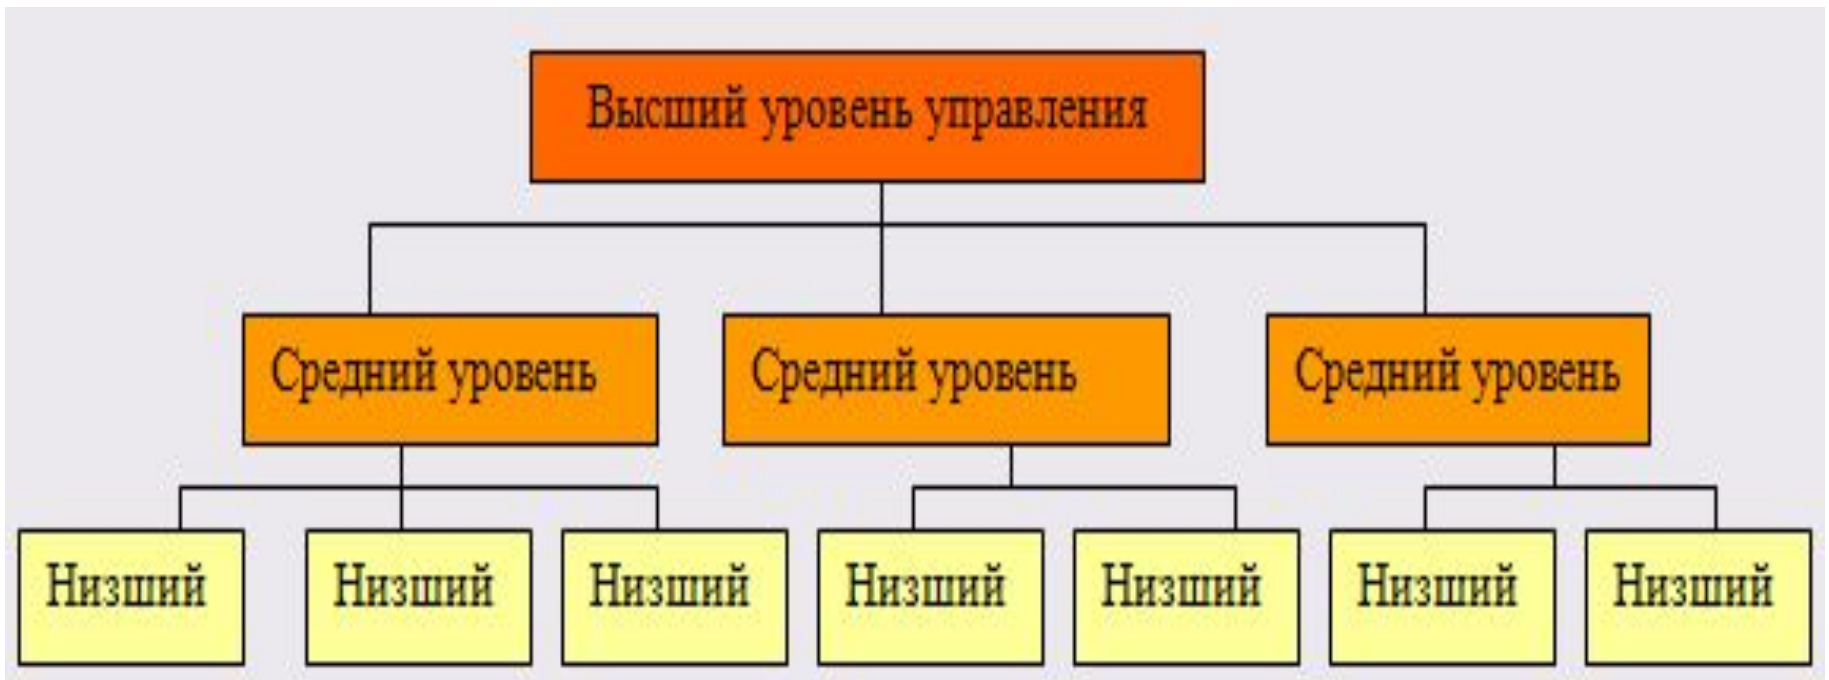 Высший уровень управления
Средний уровень
Средний уровень
Средний уровень
Низший
Низший
Низший
Низший
Низший
Низший
Низший